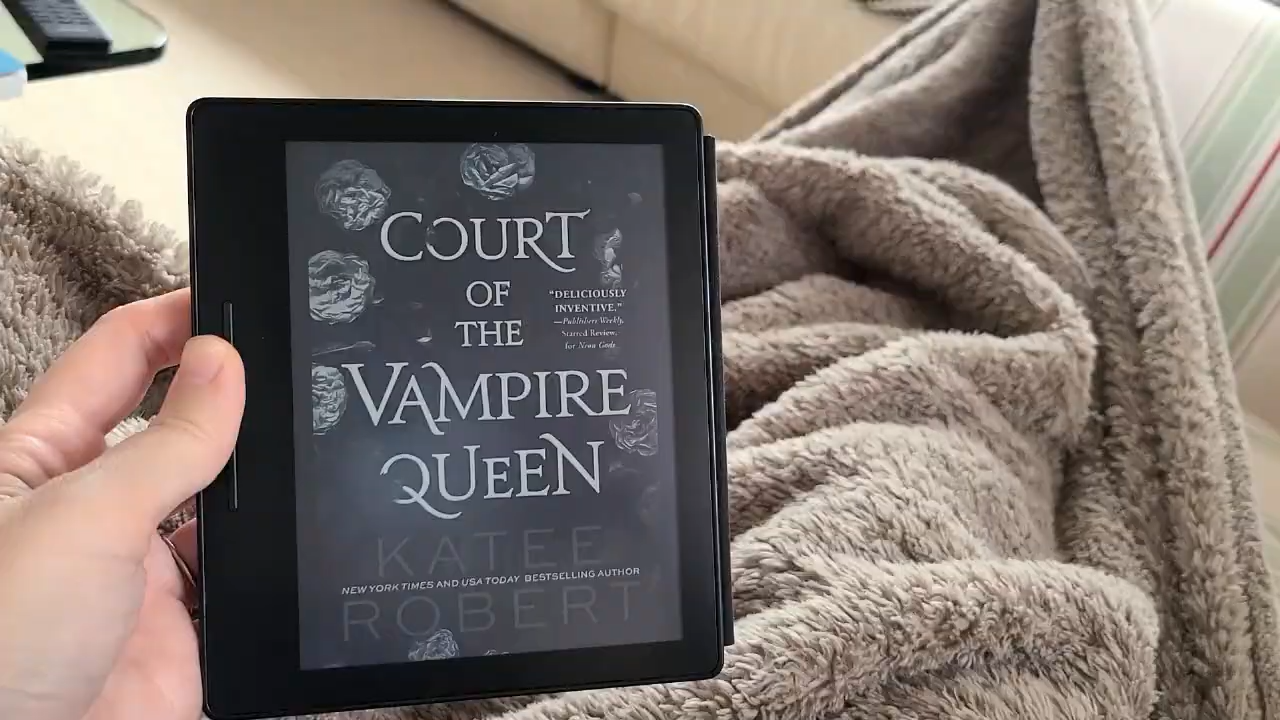 COURT
OF
THE
VAMPIRE
QUEEN
"DELICIOUSLY
INVENTIVE."
—Publishers Weekly,
Starred Review,
for Neon Gods
KATEE
NEW YORK TIMES AND USA TODAY BESTSELLING AUTHOR
ROBERT